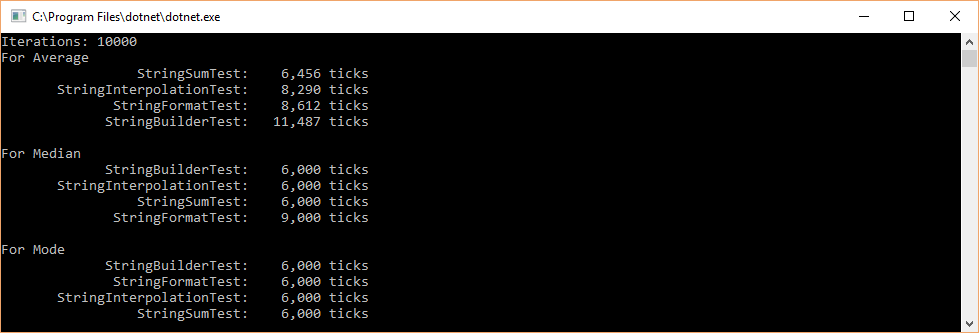 C:\Program Files\dotnet\dotnet.exe
Iterations: 10000
For Average
StringSumTest: 6,456 ticks
StringInterpolationTest: 8,290 ticks
StringFormatTest: 8,612 ticks
StringBuilderTest: 11,487 ticks
For Median
StringBuilderTest: 6,000 ticks
StringInterpolationTest: 6,000 ticks
StringSumTest: 6,000 ticks
StringFormatTest: 9,000 ticks
For Mode
StringBuilderTest: 6,000 ticks
StringFormatTest: 6,000 ticks
StringInterpolationTest: 6,000 ticks
StringSumTest: 6,000 ticks